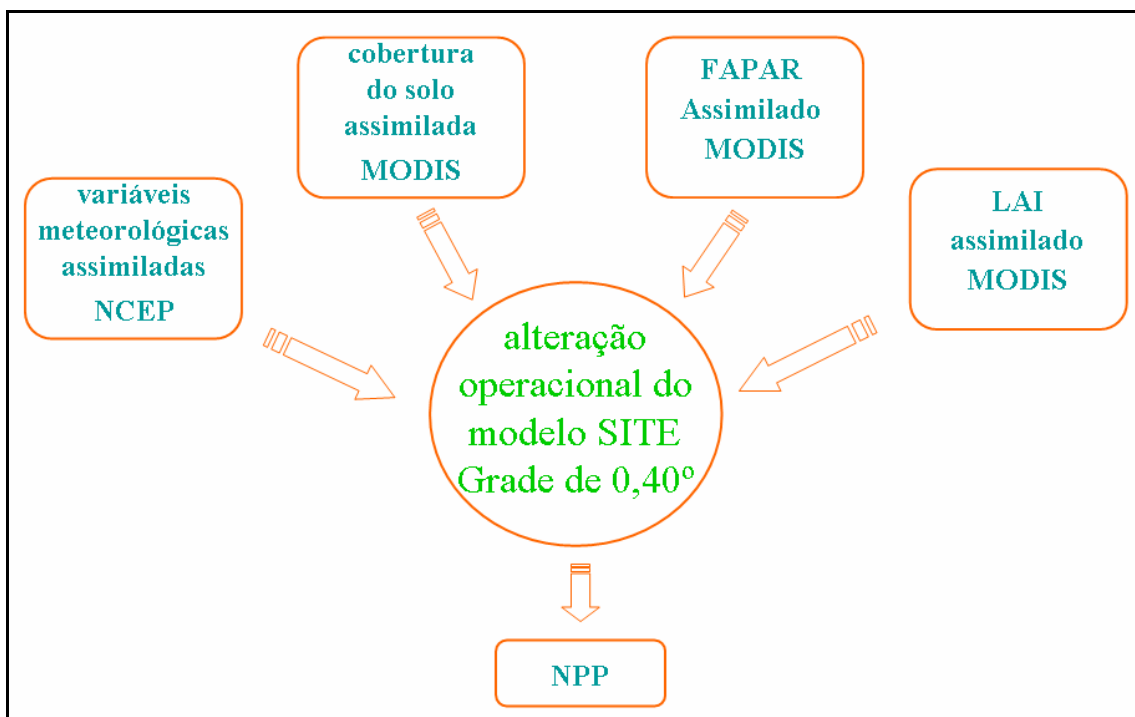 variáveis
meteorológicas
assimiladas
NCEP
cobertura
do solo
assimilada
MODIS
FAPAR
Assimilado
MODIS
LAI
assimilado
MODIS
alteração
operacional do
modelo SITE
Grade de 0,40º
NPP